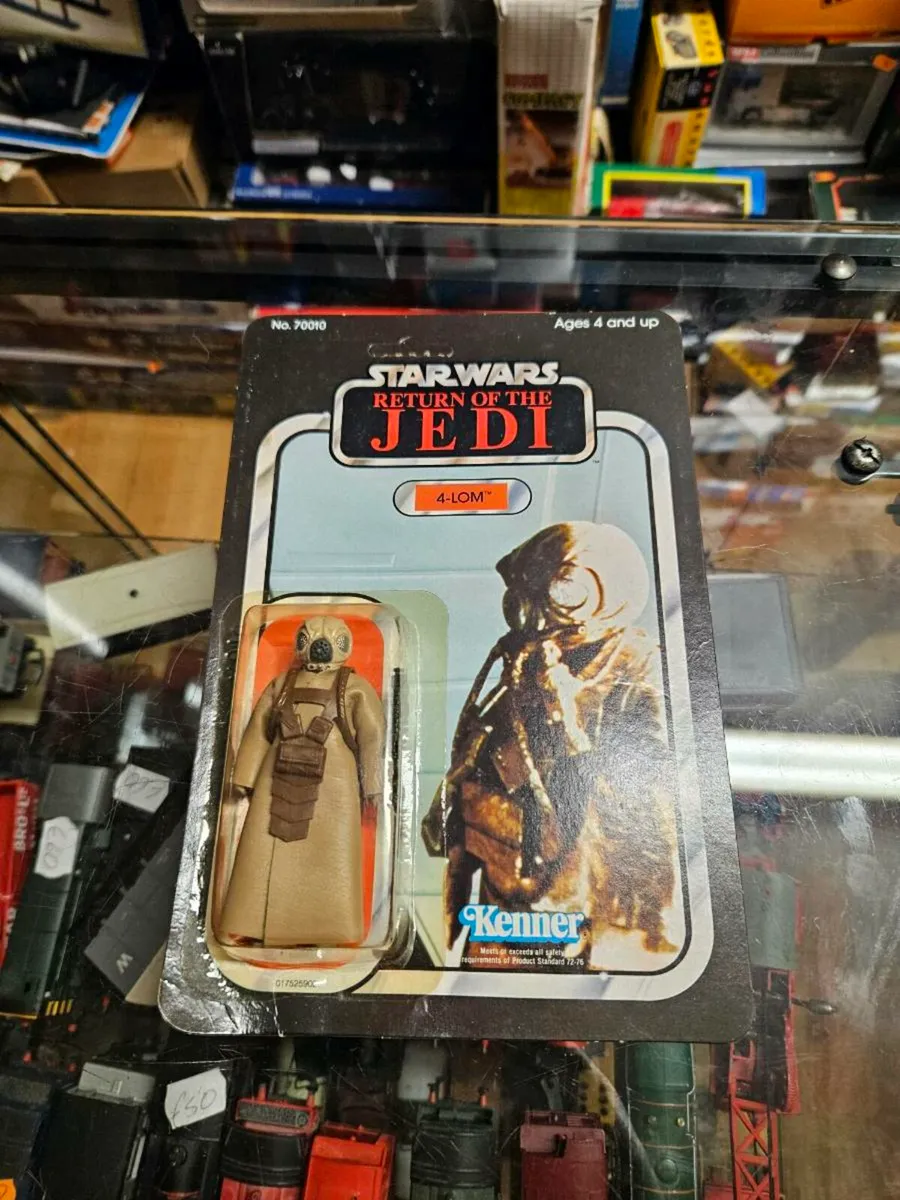 No. 70010
Ages 4 and up
STAR WARS
RETURN OF THE
JEDI
4-LOM™
Kenner
Meets or exceeds all safety
requirements of Product Standard 72-76
£50